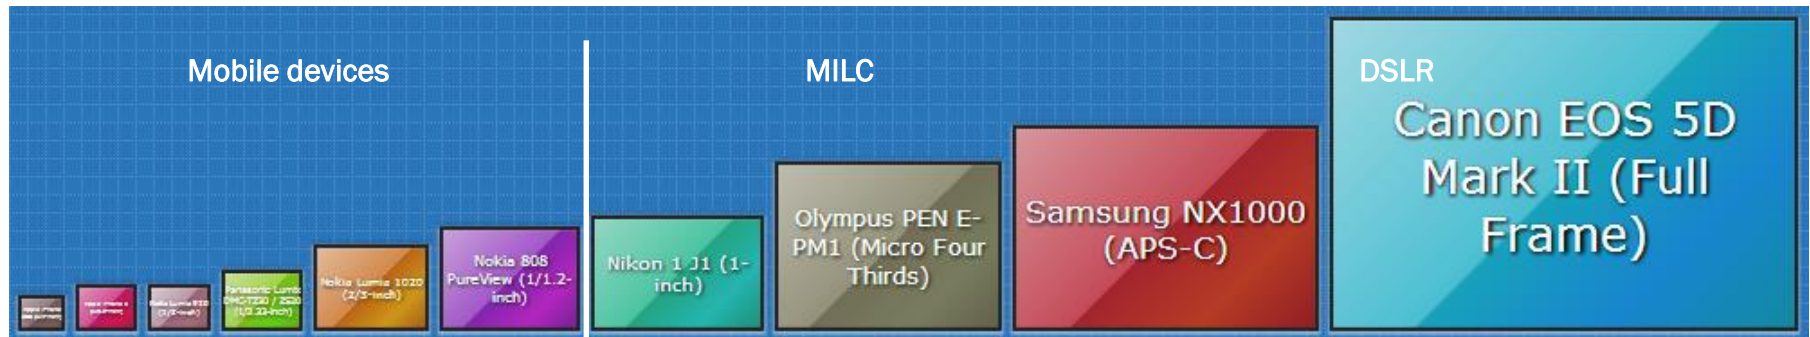 Mobile devices
MILC
DSLR
Nokia Lumia 1020
(2/3-inch)
Nokia 808
PureView (1/1.2-
inch)
Nikon 1 J1 (1-
inch)
Olympus PEN E-
PM1 (Micro Four
Thirds)
Samsung NX1000
(APS-C)
Canon EOS 5D
Mark II (Full
Frame)